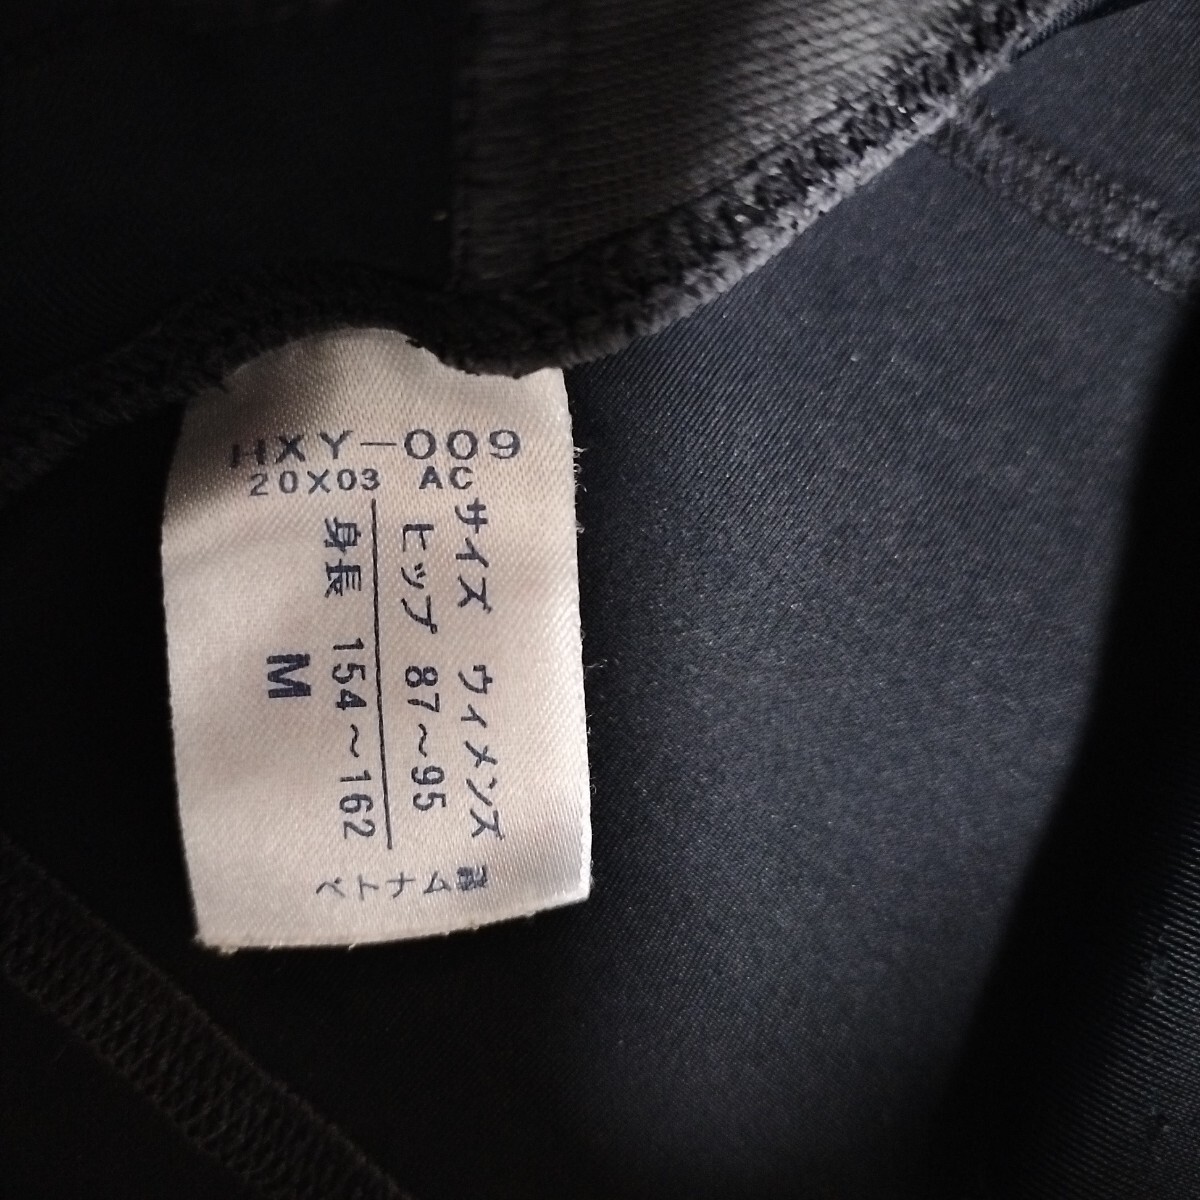 HXY-009
20X03 AC
サイズ ウィメンズ
ヒップ 87~95
身長 154~162
M
ベトナム製